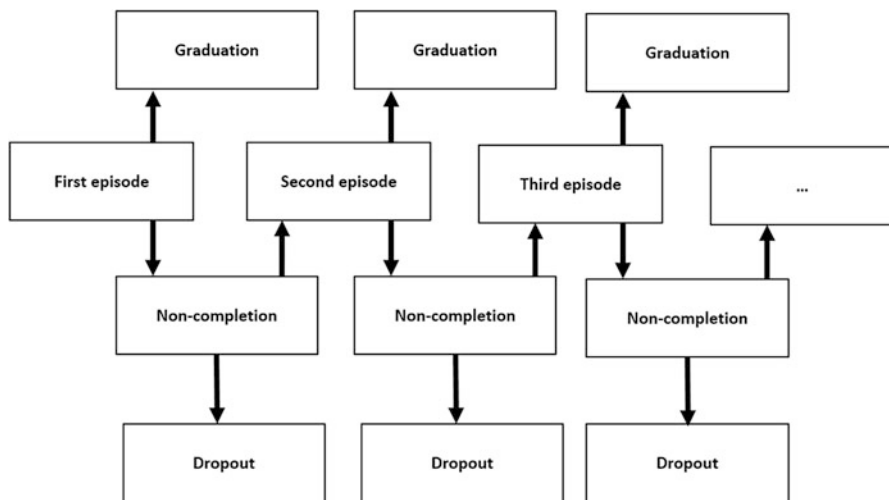 Graduation
Graduation
Graduation
First episode
Second episode
Third episode
...
Non-completion
Non-completion
Non-completion
Dropout
Dropout
Dropout